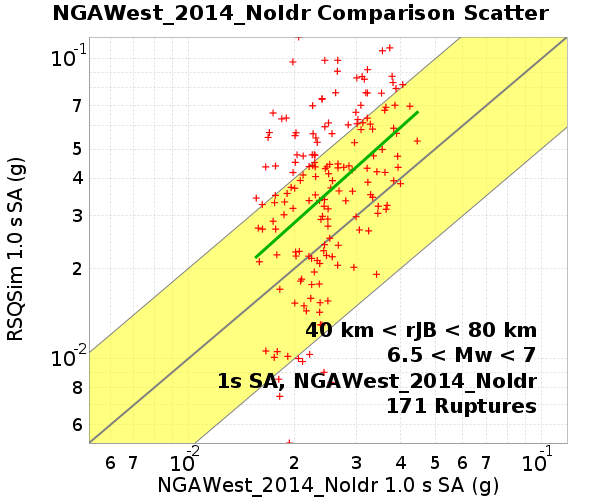 NGAWest_2014_NoIdr Comparison Scatter
RSQSim 1.0 s SA (g)
10⁻¹
7
5
4
3
2
10⁻²
8
6
40 km < rJB < 80 km
6.5 < Mw < 7
1s SA, NGAWest_2014_NoIdr
171 Ruptures
6 7 10⁻² 2 3 4 5 6 7 10⁻¹
NGAWest_2014_NoIdr 1.0 s SA (g)